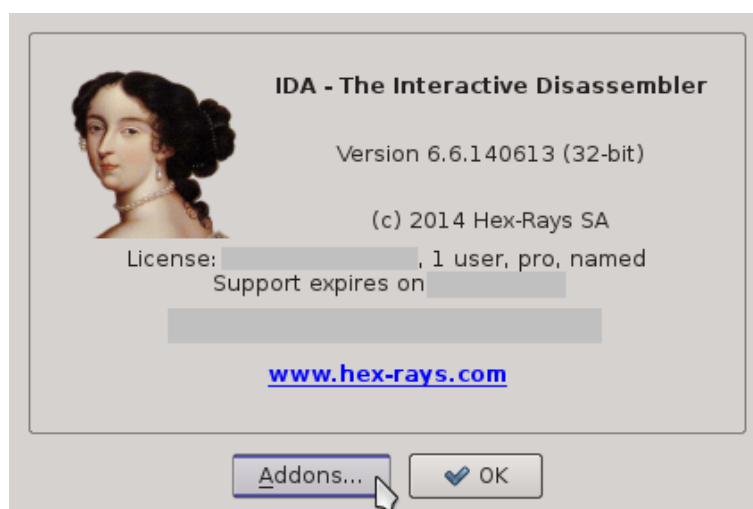 IDA - The Interactive Disassembler
Version 6.6.140613 (32-bit)
(c) 2014 Hex-Rays SA
License: , 1 user, pro, named
Support expires on
www.hex-rays.com
Addons... OK